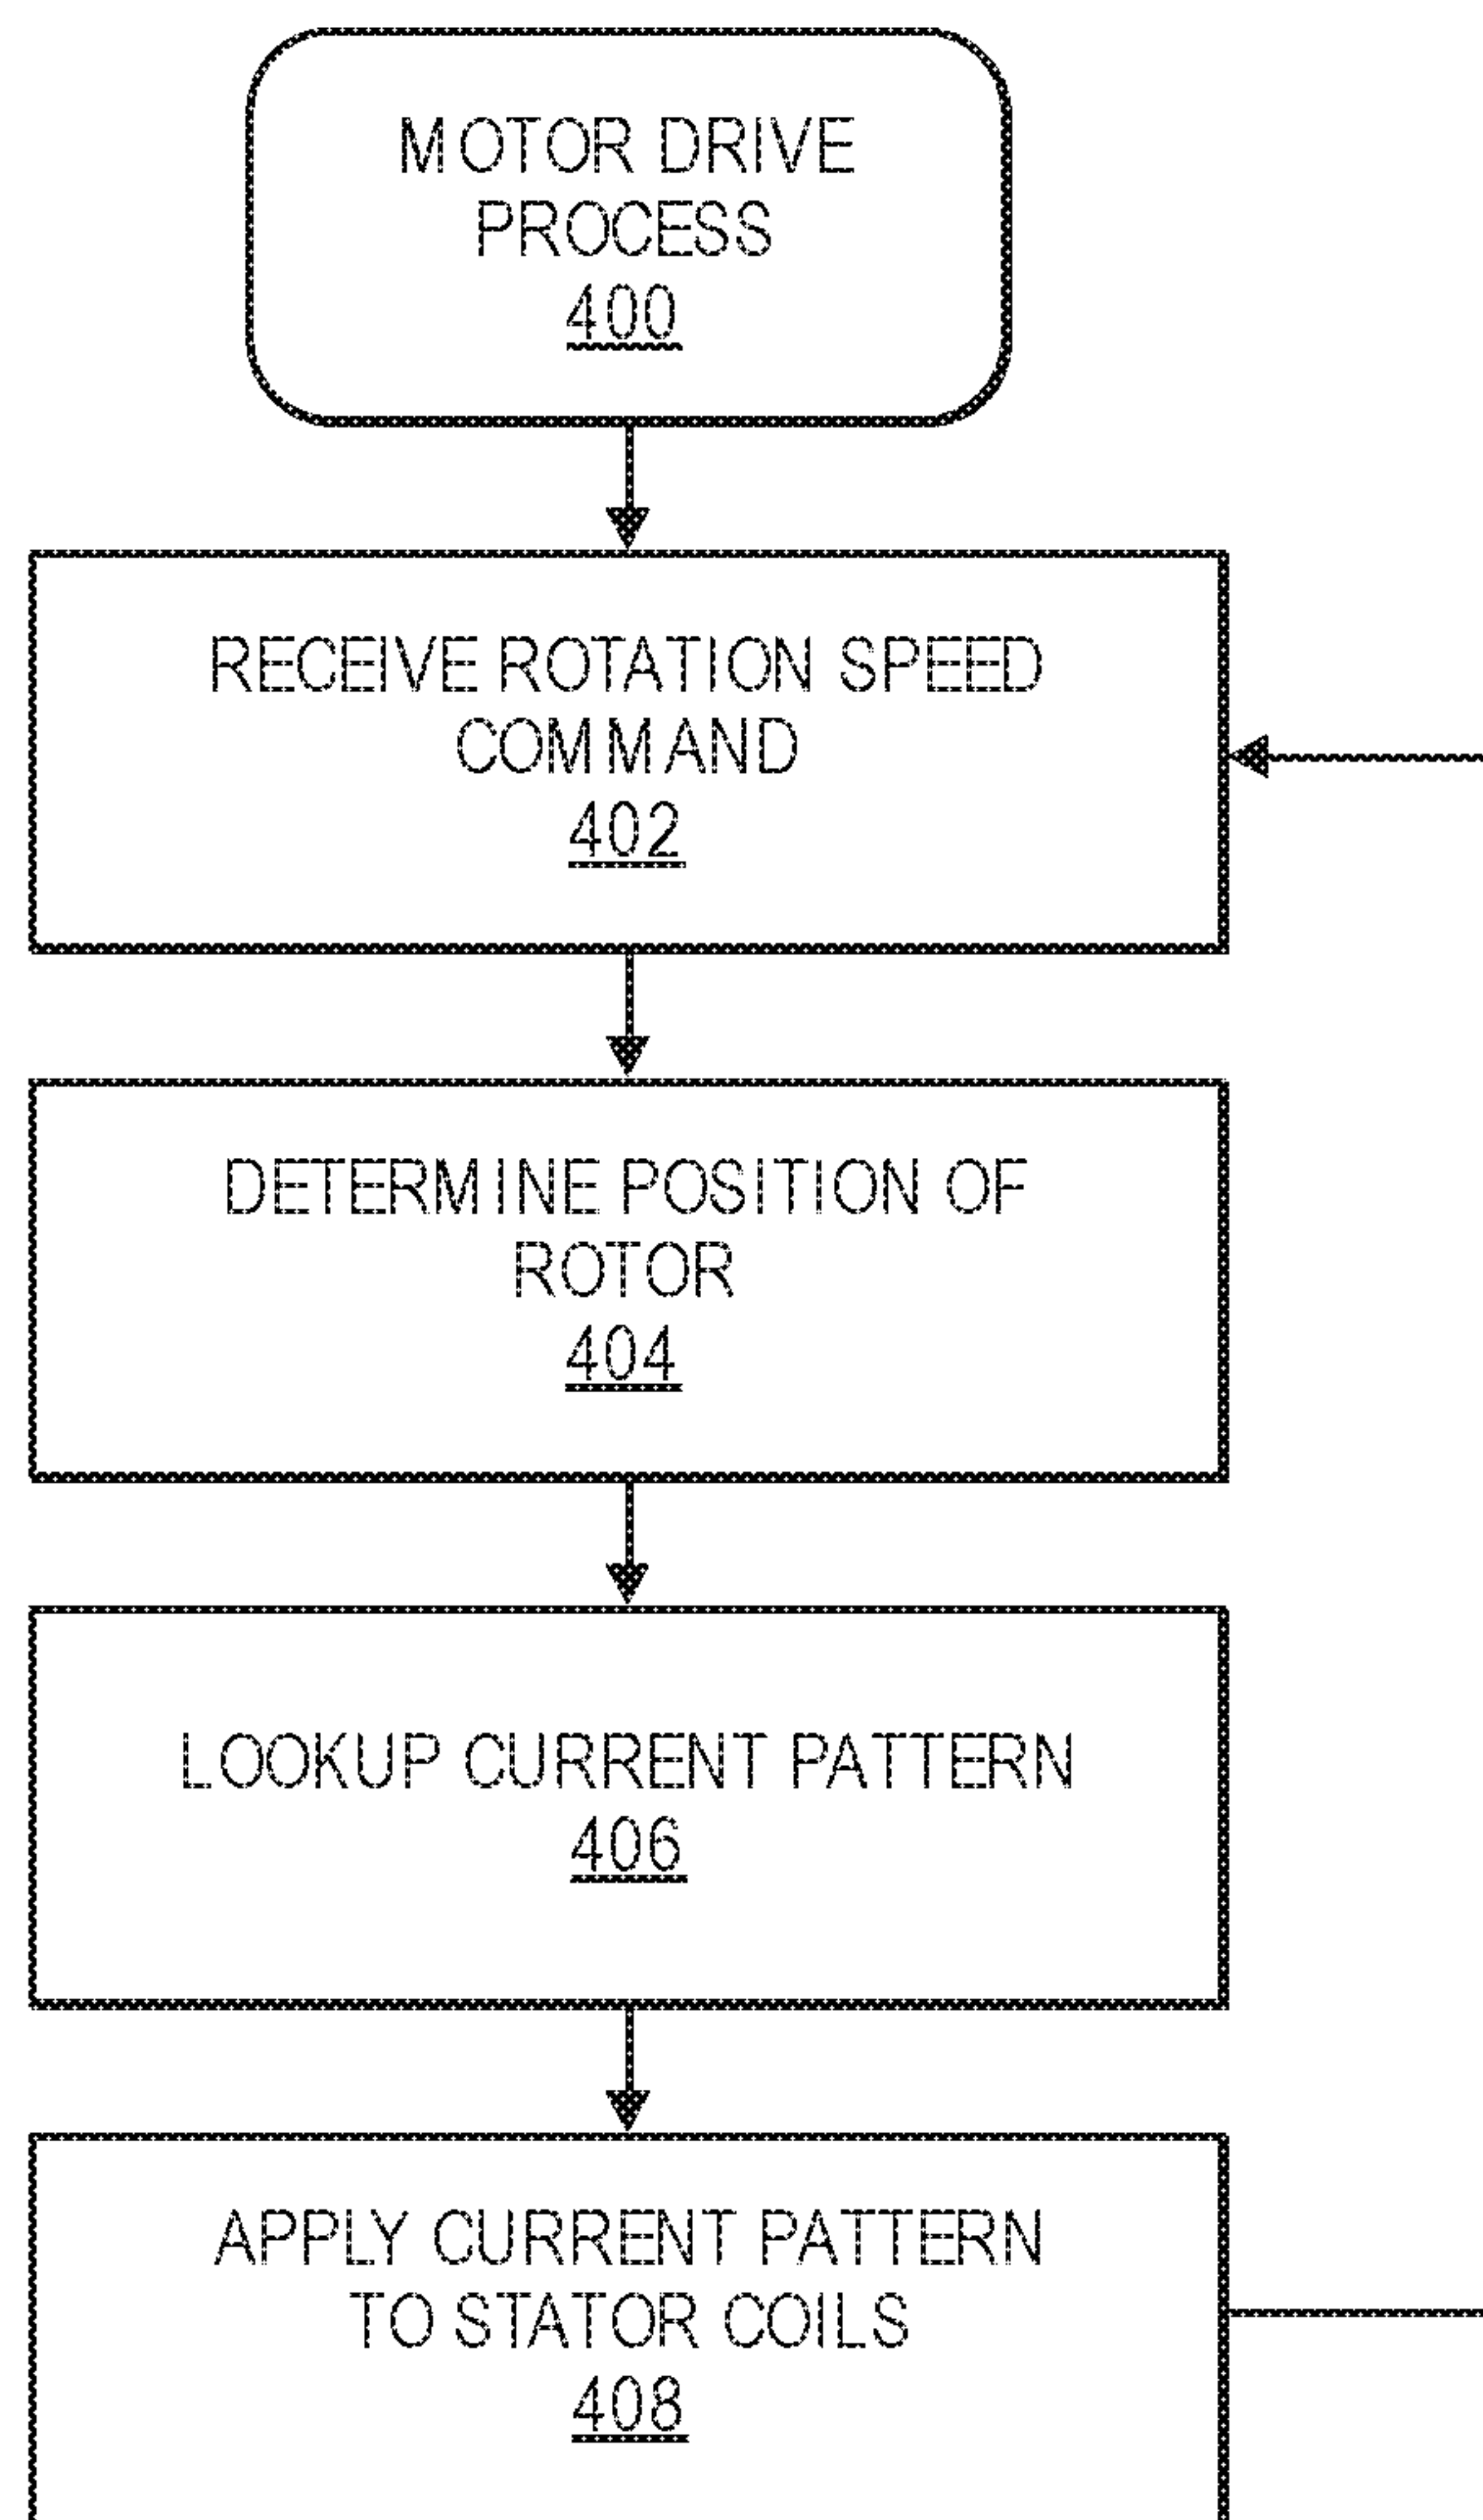 MOTOR DRIVE
PROCESS
400
RECEIVE ROTATION SPEED
COMMAND
402
DETERMINE POSITION OF
ROTOR
404
LOOKUP CURRENT PATTERN
406
APPLY CURRENT PATTERN
TO STATOR COILS
408